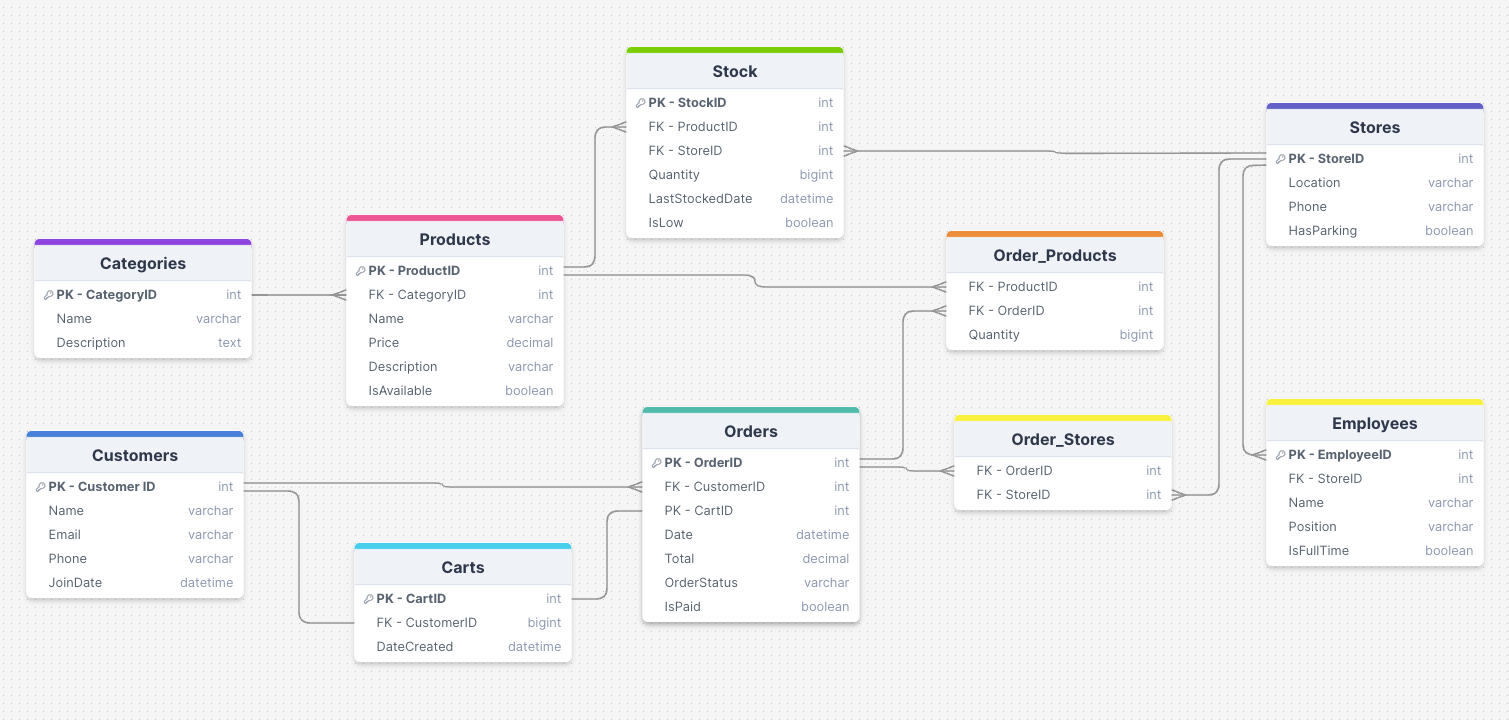 Stock
PK - StockID int
FK - ProductID int
FK - StoreID int
Quantity bigint
LastStockedDate datetime
IsLow boolean
Stores
PK - StoreID int
Location varchar
Phone varchar
HasParking boolean
Products
PK - ProductID int
FK - CategoryID int
Name varchar
Price decimal
Description varchar
IsAvailable boolean
Order_Products
FK - ProductID int
FK - OrderID int
Quantity bigint
Categories
PK - CategoryID int
Name varchar
Description text
Employees
PK - EmployeeID int
FK - StoreID int
Name varchar
Position varchar
IsFullTime boolean
Orders
PK - OrderID int
FK - CustomerID int
PK - CartID int
Date datetime
Total decimal
OrderStatus varchar
IsPaid boolean
Order_Stores
FK - OrderID int
FK - StoreID int
Customers
PK - Customer ID int
Name varchar
Email varchar
Phone varchar
JoinDate datetime
Carts
PK - CartID int
FK - CustomerID bigint
DateCreated datetime